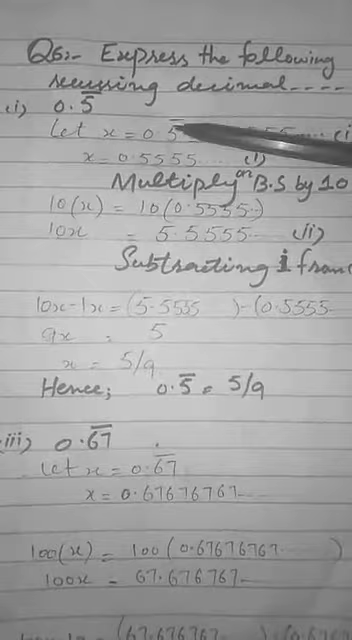 Q6:- Express the following
recurring decimal....
(i) 0.5̅
Let x = 0.5̅
x = 0.5555... (i)
Multiply on B.S by 10
10(x) = 10(0.5555..)
10x = 5.5555.. (ii)
Subtracting i from
10x-1x = (5.5555 )-(0.5555
9x = 5
x = 5/9
Hence; 0.5̅ = 5/9
(iii) 0.6̅7̅
Let x = 0.6̅7̅
x = 0.67676767...
100(x) = 100(0.67676767.. )
100x = 67.676767..
(67.676767